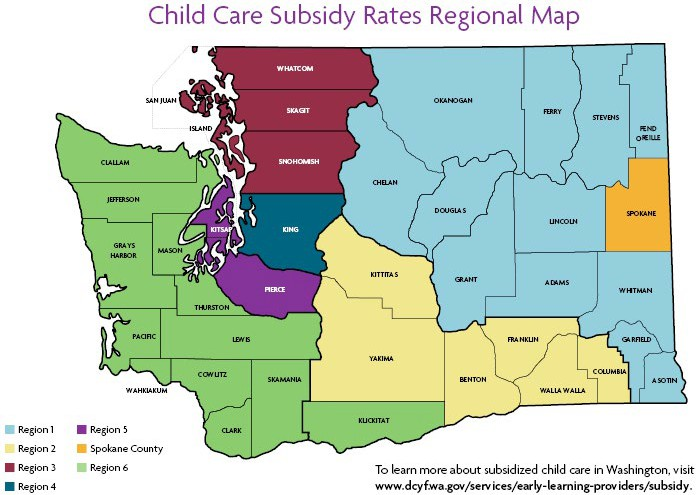 Child Care Subsidy Rates Regional Map
WHATCOM
OKANOGAN
FERRY
STEVENS
PEND
OREILLE
SAN JUAN
SKAGIT
ISLAND
SNOHOMISH
CLALLAM
CHELAN
JEFFERSON
DOUGLAS
LINCOLN
SPOKANE
KITSAP
KING
GRAYS
HARBOR
MASON
KITTITAS
GRANT
ADAMS
WHITMAN
PIERCE
THURSTON
PACIFIC
LEWIS
FRANKLIN
GARFIELD
YAKIMA
COLUMBIA
COWLITZ
SKAMANIA
BENTON
ASOTIN
WAHKIAKUM
WALLA WALLA
KLICKITAT
CLARK
Region 1
Region 2
Region 3
Region 4
Region 5
Spokane County
Region 6
To learn more about subsidized child care in Washington, visit
www.dcyf.wa.gov/services/early-learning-providers/subsidy.